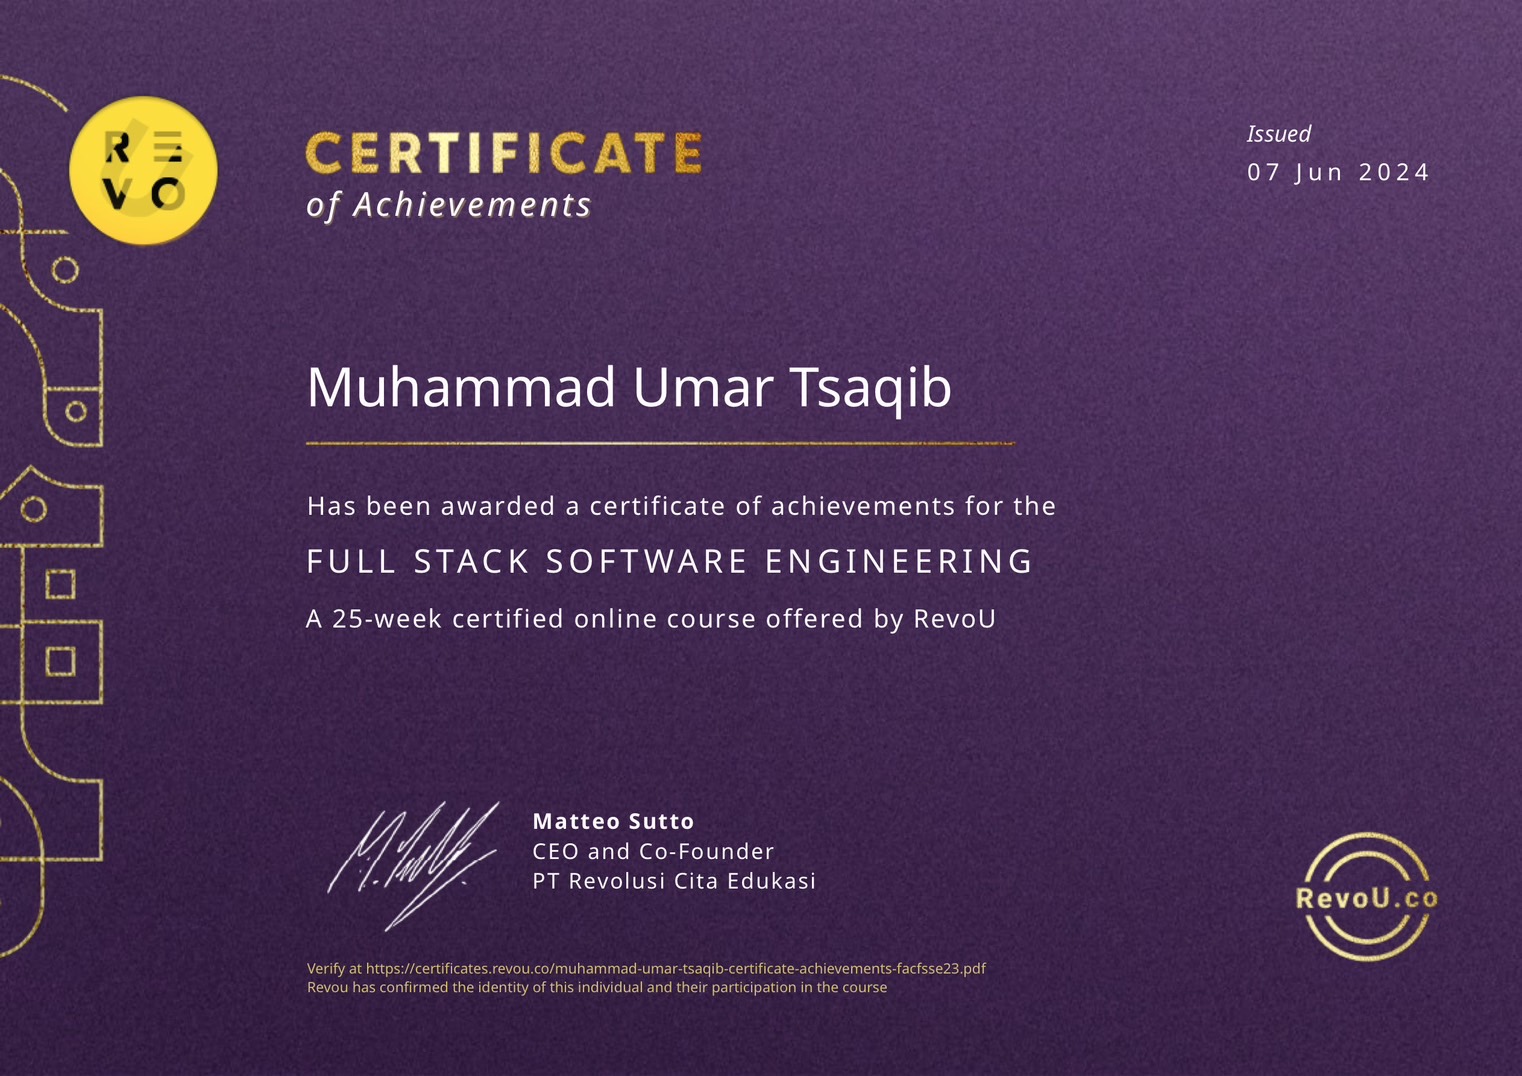 RE
VO
CERTIFICATE
of Achievements
Issued
07 Jun 2024
Muhammad Umar Tsaqib
Has been awarded a certificate of achievements for the
FULL STACK SOFTWARE ENGINEERING
A 25-week certified online course offered by RevoU
Matteo Sutto
CEO and Co-Founder
PT Revolusi Cita Edukasi
RevoU.co
Verify at https://certificates.revou.co/muhammad-umar-tsaqib-certificate-achievements-facfsse23.pdf
Revou has confirmed the identity of this individual and their participation in the course